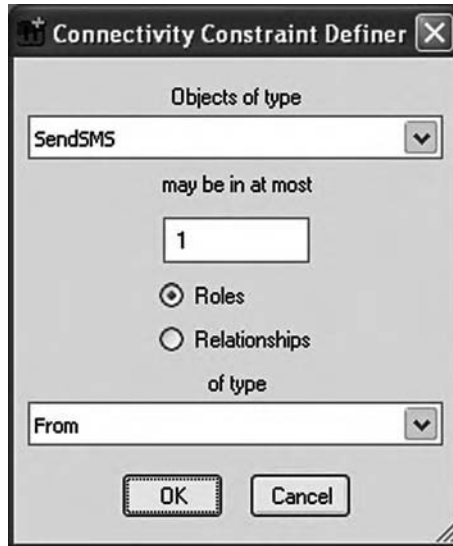 Connectivity Constraint Definer
Objects of type
SendSMS
may be in at most
1
Roles
Relationships
of type
From
OK Cancel